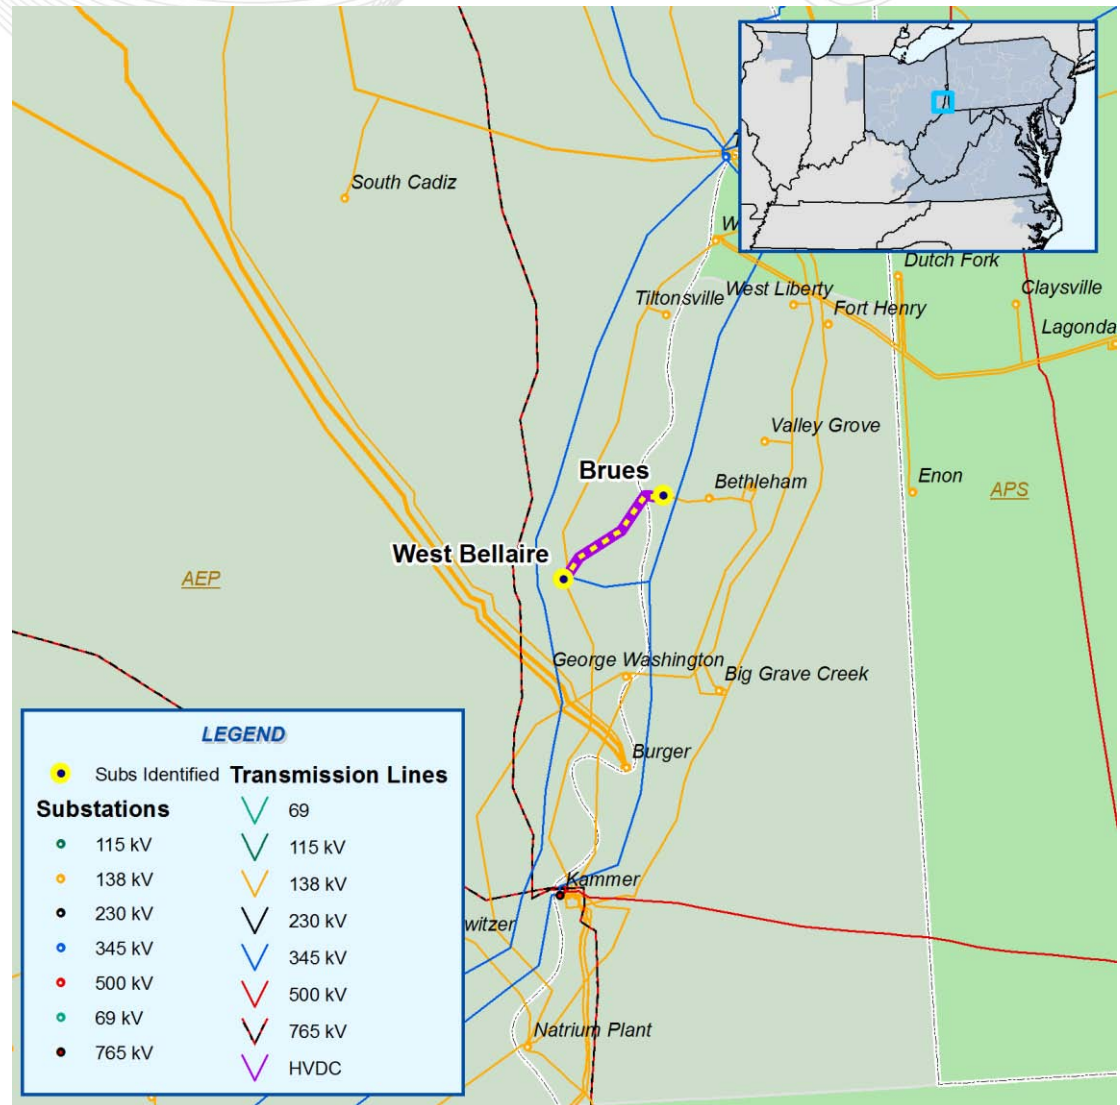 South Cadiz
Dutch Fork
Tiltonsville
West Liberty
Claysville
Fort Henry
Lagonda
Valley Grove
Brues
Bethleham
Enon
APS
West Bellaire
AEP
George Washington
Big Grave Creek
Burger
Kammer
witzer
Natrium Plant
LEGEND
Subs Identified
Substations
115 kV
138 kV
230 kV
345 kV
500 kV
69 kV
765 kV
Transmission Lines
69
115 kV
138 kV
230 kV
345 kV
500 kV
765 kV
HVDC